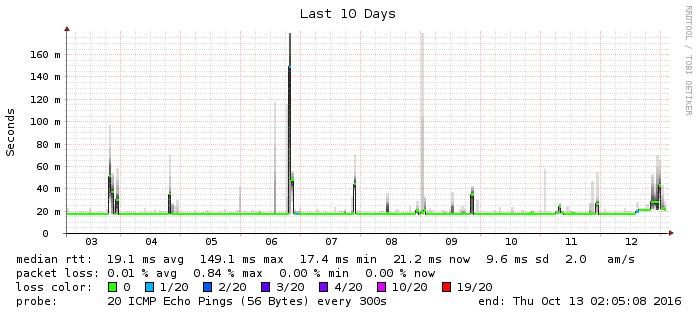 Last 10 Days
RRDTOOL / TOBI OETIKER
Seconds
160 m
140 m
120 m
100 m
80 m
60 m
40 m
20 m
0
03 04 05 06 07 08 09 10 11 12
median rtt: 19.1 ms avg 149.1 ms max 17.4 ms min 21.2 ms now 9.6 ms sd 2.0 am/s
packet loss: 0.01 % avg 0.84 % max 0.00 % min 0.00 % now
loss color: 0 1/20 2/20 3/20 4/20 10/20 19/20
probe: 20 ICMP Echo Pings (56 Bytes) every 300s end: Thu Oct 13 02:05:08 2016